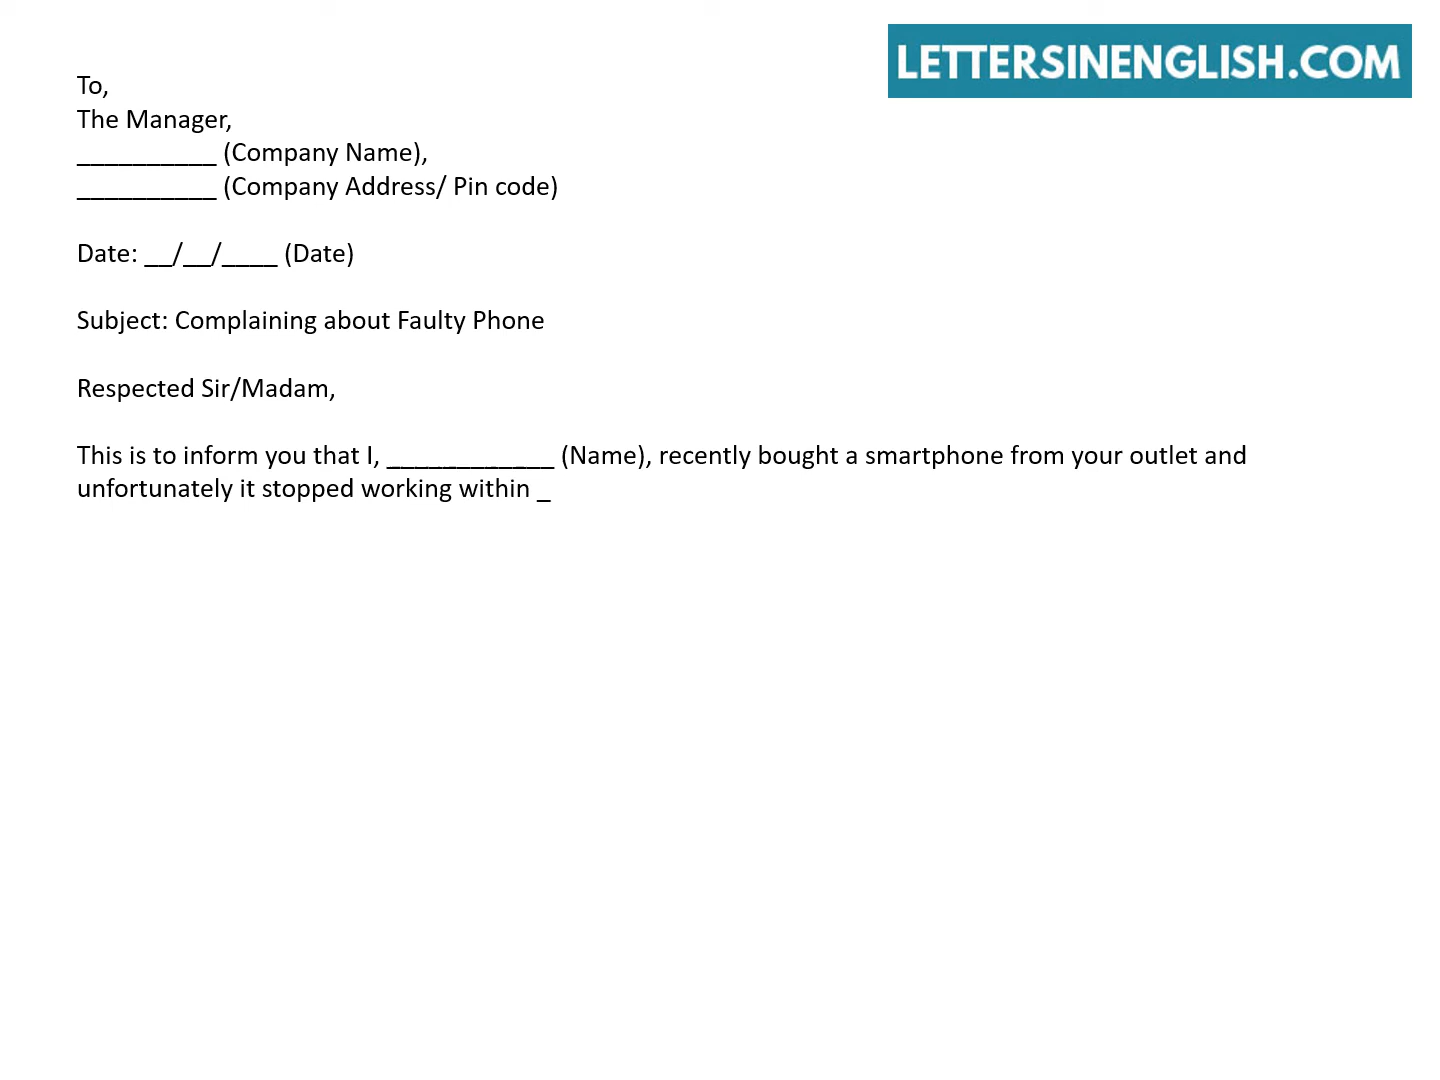 LETTERSINENGLISH.COM
To,
The Manager,
__________ (Company Name),
__________ (Company Address/ Pin code)
Date: __/__/____ (Date)
Subject: Complaining about Faulty Phone
Respected Sir/Madam,
This is to inform you that I, ____________ (Name), recently bought a smartphone from your outlet and
unfortunately it stopped working within _